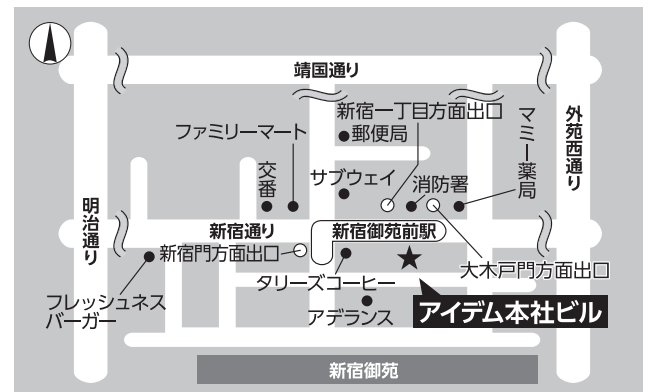 靖国通り
新宿一丁目方面出口
ファミリーマート
郵便局
マミー薬局
外苑西通り
交番
サブウェイ
消防署
明治通り
新宿通り
新宿御苑前駅
新宿門方面出口
大木戸門方面出口
タリーズコーヒー
フレッシュネス
バーガー
アデランス
アイデム本社ビル
新宿御苑